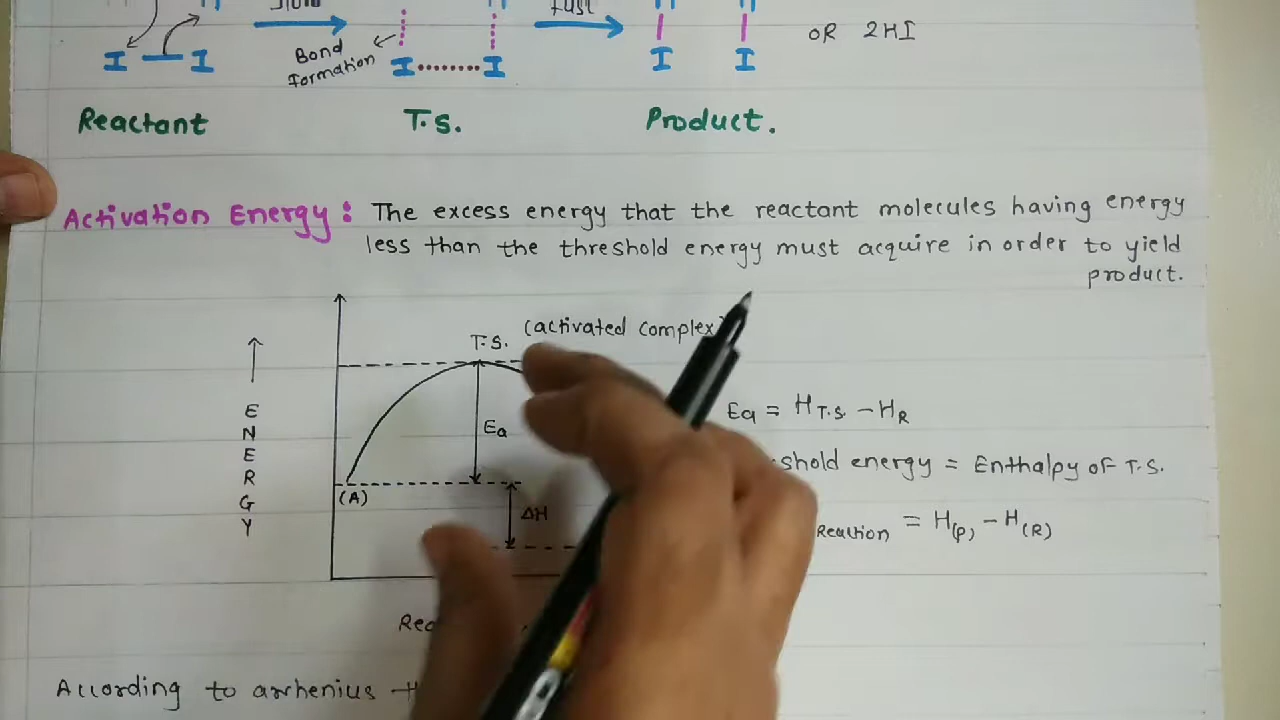 OR 2HI
Bond
Formation
I I
I I
I I
Reactant T.S. Product.
Activation Energy: The excess energy that the reactant molecules having energy
less than the threshold energy must acquire in order to yield
product.
T.S. (activated complex
ENERGY
Ea
Ea = H T.S. - HR
energy = Enthalpy of T.S.
(A)
ΔH
Reaction = H(P) - H(R)
According to arrhenius